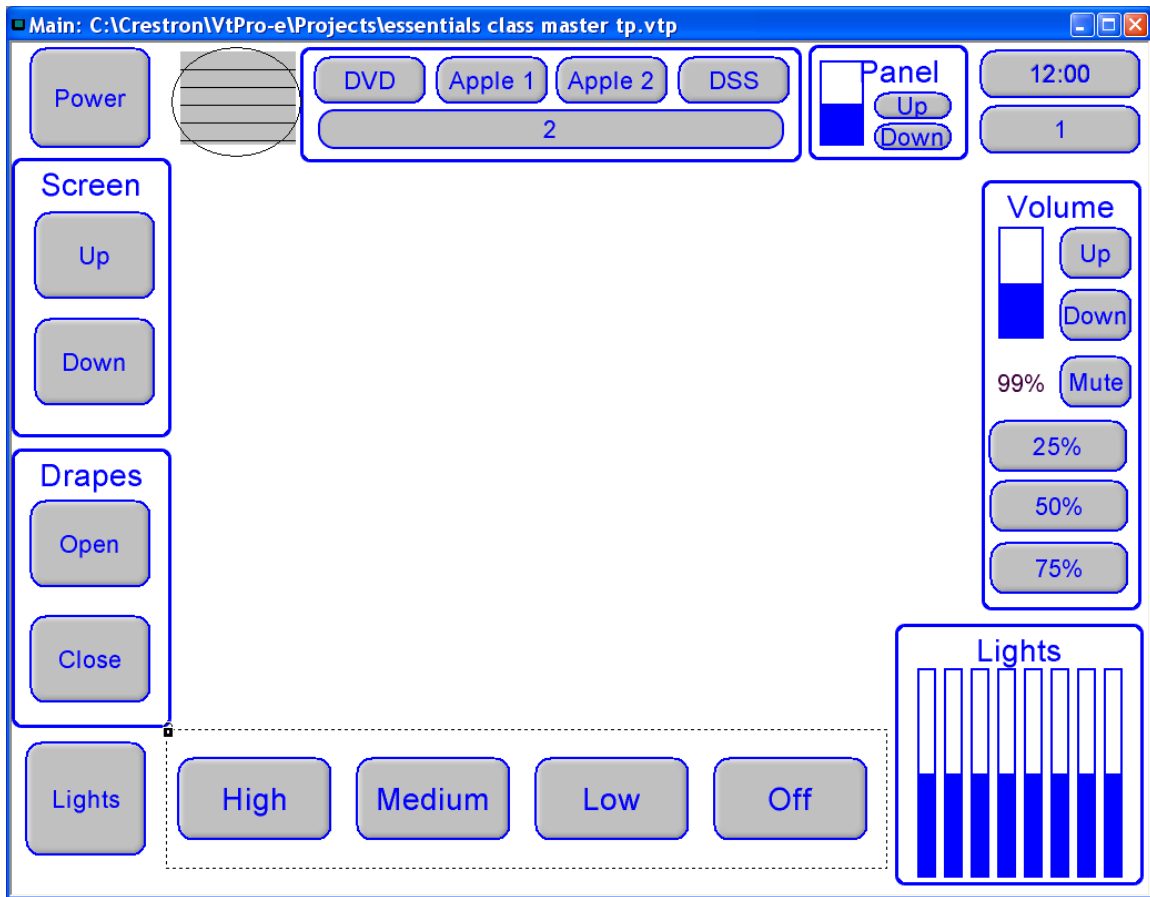 Main: C:\Crestron\VtPro-e\Projects\essentials class master tp.vtp
Power
DVD
Apple 1
Apple 2
DSS
2
Panel
Up
Down
12:00
1
Screen
Up
Down
Drapes
Open
Close
Volume
Up
Down
99%
Mute
25%
50%
75%
Lights
Lights
High
Medium
Low
Off